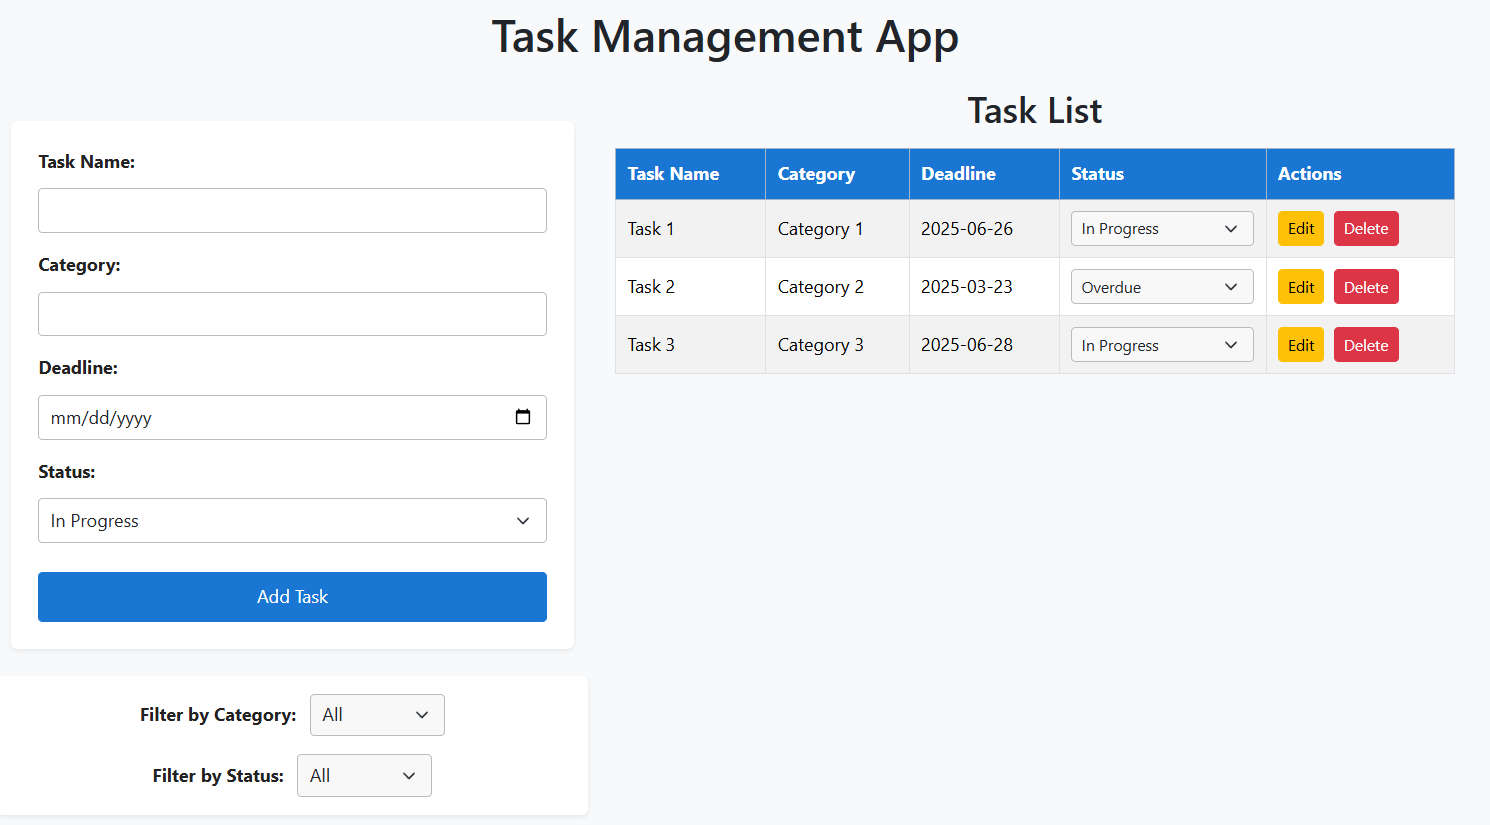 Task Management App
Task Name:
Category:
Deadline:
mm/dd/yyyy
Status:
In Progress
Add Task
Filter by Category: All
Filter by Status: All
Task List
Task Name Category Deadline Status Actions
Task 1 Category 1 2025-06-26 In Progress Edit Delete
Task 2 Category 2 2025-03-23 Overdue Edit Delete
Task 3 Category 3 2025-06-28 In Progress Edit Delete